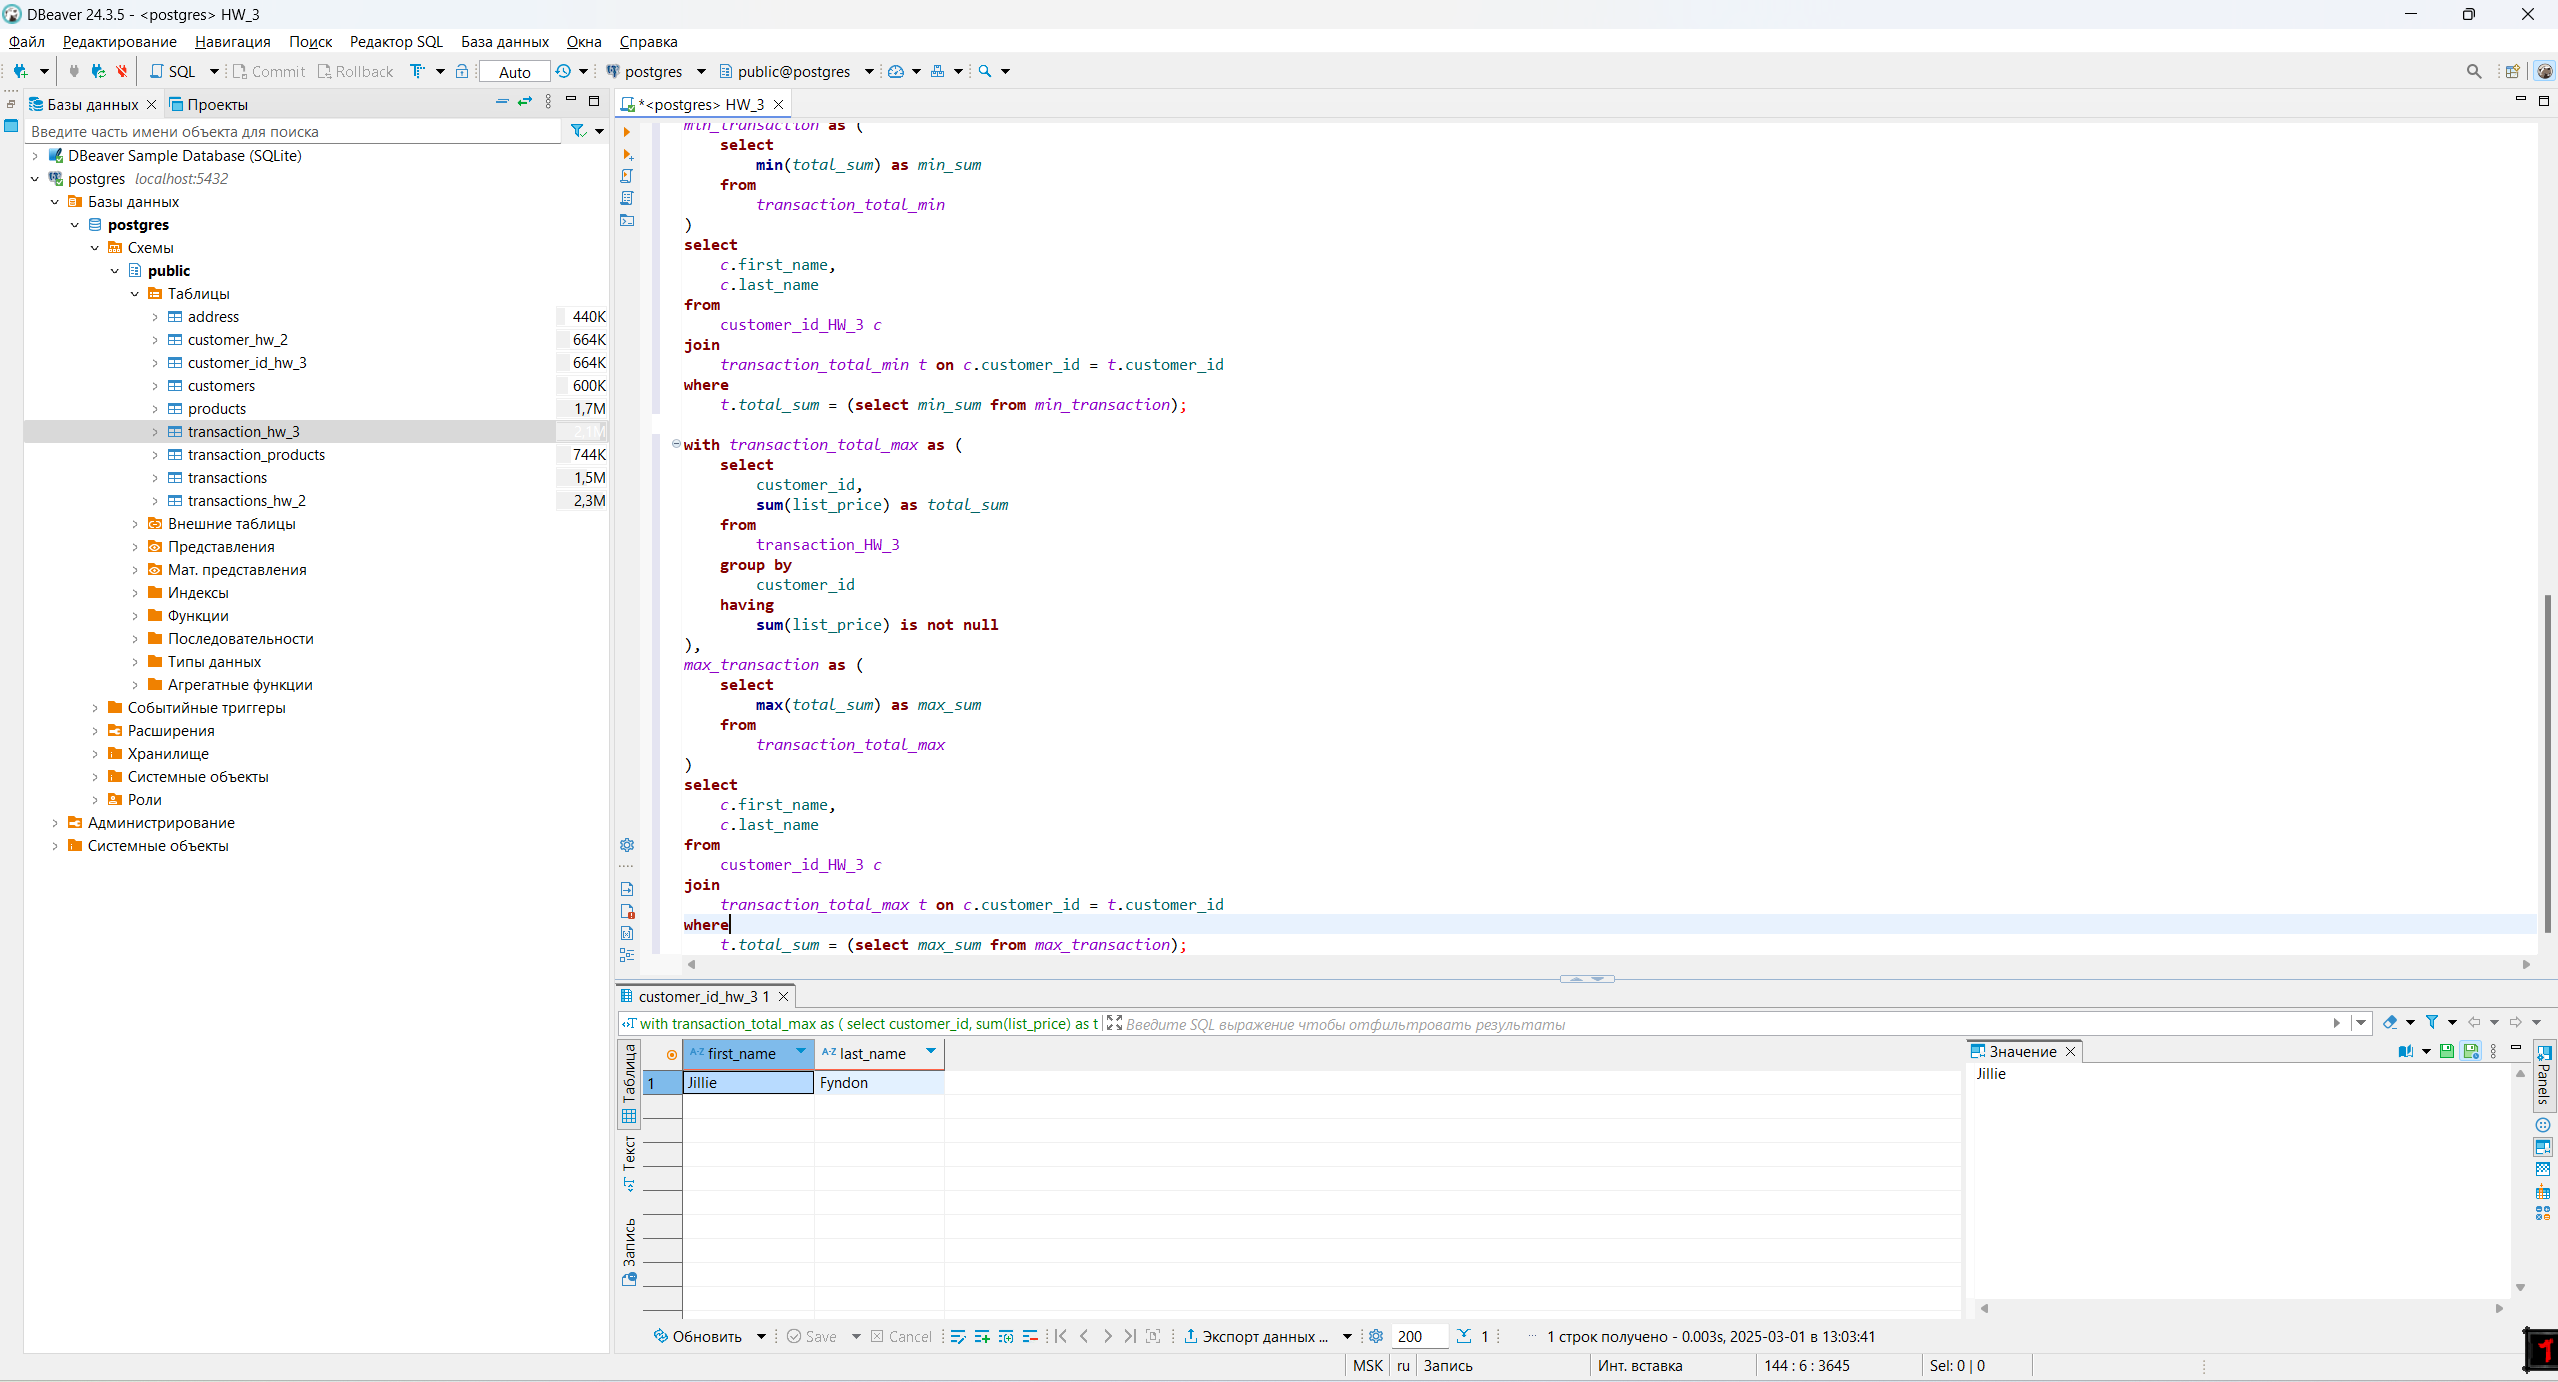 DBeaver 24.3.5 - <postgres> HW_3
Файл Редактирование Навигация Поиск Редактор SQL База данных Окна Справка
SQL Commit Rollback Auto postgres public@postgres
Базы данных Проекты
Введите часть имени объекта для поиска
DBeaver Sample Database (SQLite)
postgres localhost:5432
Базы данных
postgres
Схемы
public
Таблицы
address 440K
customer_hw_2 664K
customer_id_hw_3 664K
customers 600K
products 1,7M
transaction_hw_3 2,1M
transaction_products 744K
transactions 1,5M
transactions_hw_2 2,3M
Внешние таблицы
Представления
Мат. представления
Индексы
Функции
Последовательности
Типы данных
Агрегатные функции
Событийные триггеры
Расширения
Хранилище
Системные объекты
Роли
Администрирование
Системные объекты
*<postgres> HW_3
min_transaction as (
select
min(total_sum) as min_sum
from
transaction_total_min
)
select
c.first_name,
c.last_name
from
customer_id_HW_3 c
join
transaction_total_min t on c.customer_id = t.customer_id
where
t.total_sum = (select min_sum from min_transaction);
with transaction_total_max as (
select
customer_id,
sum(list_price) as total_sum
from
transaction_HW_3
group by
customer_id
having
sum(list_price) is not null
),
max_transaction as (
select
max(total_sum) as max_sum
from
transaction_total_max
)
select
c.first_name,
c.last_name
from
customer_id_HW_3 c
join
transaction_total_max t on c.customer_id = t.customer_id
where
t.total_sum = (select max_sum from max_transaction);
customer_id_hw_3 1
with transaction_total_max as ( select customer_id, sum(list_price) as t Введите SQL выражение чтобы отфильтровать результаты
Таблица
Текст
Запись
first_name last_name
1 Jillie Fyndon
Значение
Jillie
Panels
Обновить Save Cancel Экспорт данных ... 200 1 1 строк получено - 0.003s, 2025-03-01 в 13:03:41
MSK ru Запись Инт. вставка 144 : 6 : 3645 Sel: 0 | 0